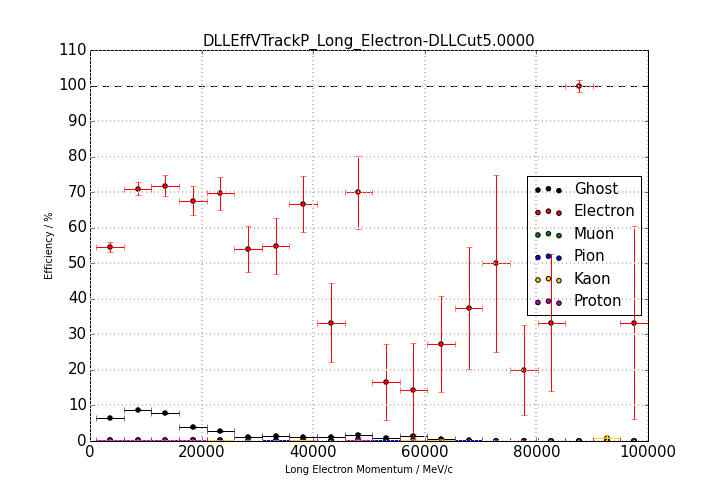 DLLEffVTrackP_Long_Electron-DLLCut5.0000
110
100
90
80
70
60
50
40
30
20
10
0
Efficiency / %
Ghost
Electron
Muon
Pion
Kaon
Proton
0 20000 40000 60000 80000 100000
Long Electron Momentum / MeV/c